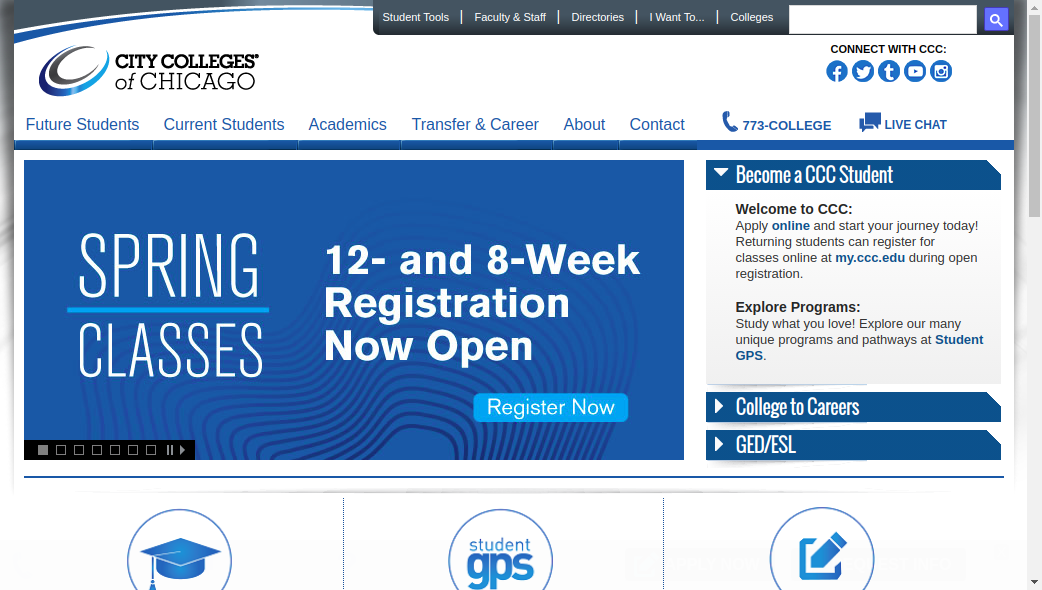 Student Tools | Faculty & Staff | Directories | I Want To... | Colleges
CONNECT WITH CCC:
CITY COLLEGES®
of CHICAGO
Future Students Current Students Academics Transfer & Career About Contact 773-COLLEGE LIVE CHAT
SPRING
CLASSES
12- and 8-Week
Registration
Now Open
Register Now
Become a CCC Student
Welcome to CCC:
Apply online and start your journey today!
Returning students can register for
classes online at my.ccc.edu during open
registration.
Explore Programs:
Study what you love! Explore our many
unique programs and pathways at Student
GPS.
College to Careers
GED/ESL
student
gps